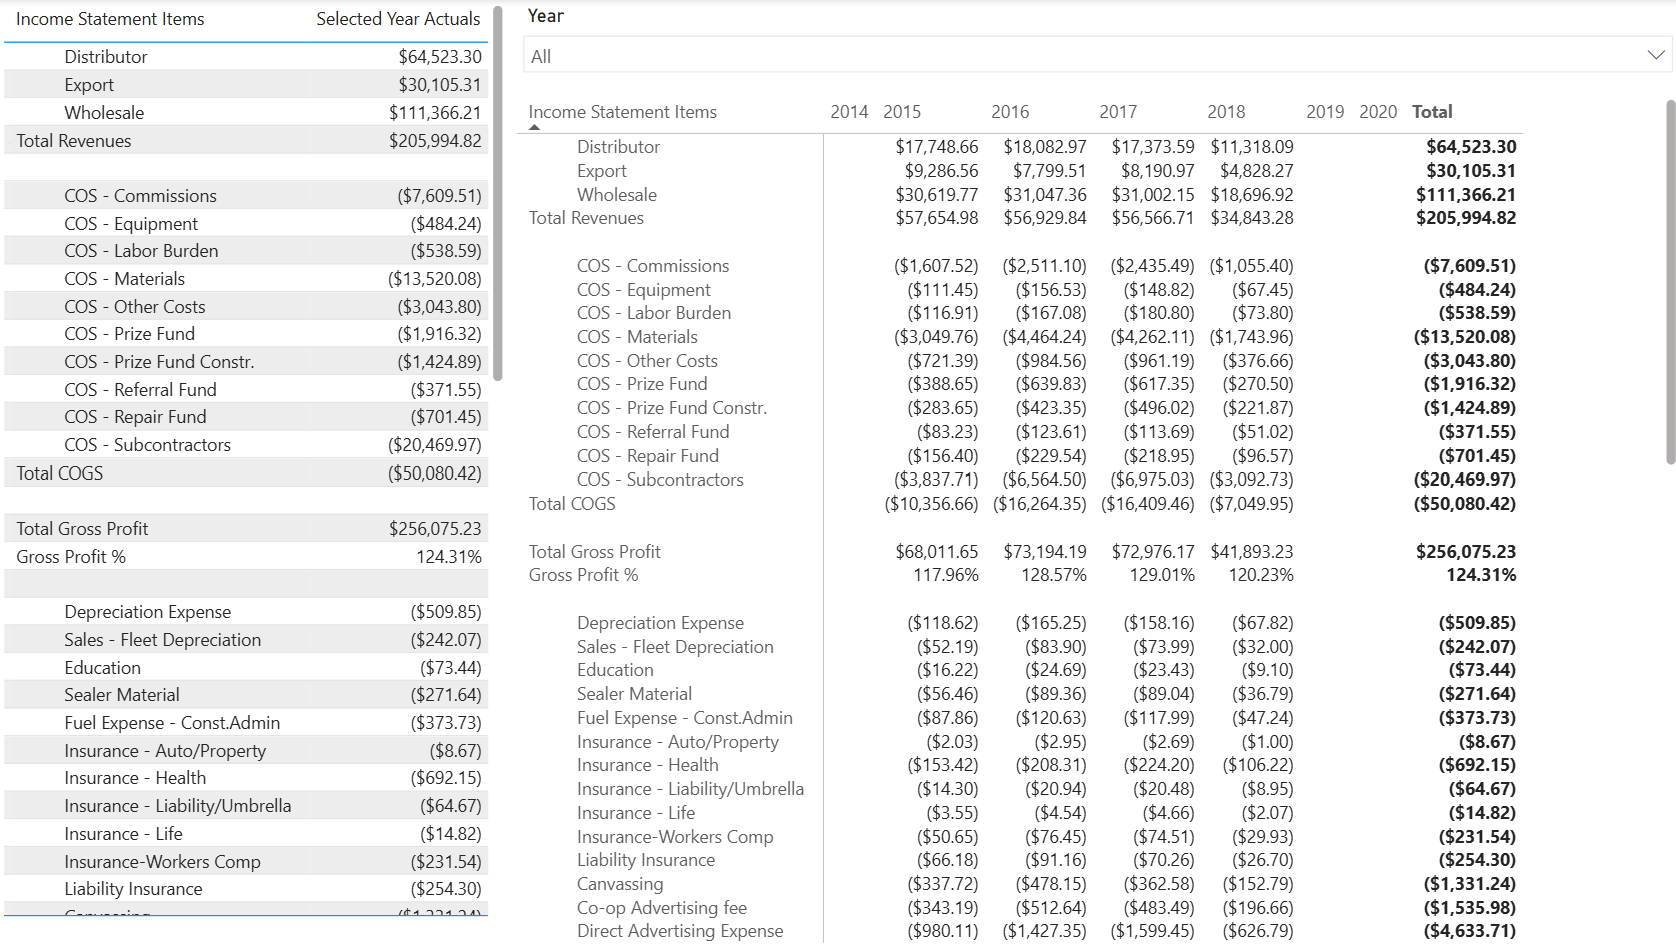 Income Statement Items Selected Year Actuals
Distributor $64,523.30
Export $30,105.31
Wholesale $111,366.21
Total Revenues $205,994.82
COS - Commissions ($7,609.51)
COS - Equipment ($484.24)
COS - Labor Burden ($538.59)
COS - Materials ($13,520.08)
COS - Other Costs ($3,043.80)
COS - Prize Fund ($1,916.32)
COS - Prize Fund Constr. ($1,424.89)
COS - Referral Fund ($371.55)
COS - Repair Fund ($701.45)
COS - Subcontractors ($20,469.97)
Total COGS ($50,080.42)
Total Gross Profit $256,075.23
Gross Profit % 124.31%
Depreciation Expense ($509.85)
Sales - Fleet Depreciation ($242.07)
Education ($73.44)
Sealer Material ($271.64)
Fuel Expense - Const.Admin ($373.73)
Insurance - Auto/Property ($8.67)
Insurance - Health ($692.15)
Insurance - Liability/Umbrella ($64.67)
Insurance - Life ($14.82)
Insurance-Workers Comp ($231.54)
Liability Insurance ($254.30)
Canvassing ($1,331.24)
Year
All
Income Statement Items 2014 2015 2016 2017 2018 2019 2020 Total
Distributor $17,748.66 $18,082.97 $17,373.59 $11,318.09 $64,523.30
Export $9,286.56 $7,799.51 $8,190.97 $4,828.27 $30,105.31
Wholesale $30,619.77 $31,047.36 $31,002.15 $18,696.92 $111,366.21
Total Revenues $57,654.98 $56,929.84 $56,566.71 $34,843.28 $205,994.82
COS - Commissions ($1,607.52) ($2,511.10) ($2,435.49) ($1,055.40) ($7,609.51)
COS - Equipment ($111.45) ($156.53) ($148.82) ($67.45) ($484.24)
COS - Labor Burden ($116.91) ($167.08) ($180.80) ($73.80) ($538.59)
COS - Materials ($3,049.76) ($4,464.24) ($4,262.11) ($1,743.96) ($13,520.08)
COS - Other Costs ($721.39) ($984.56) ($961.19) ($376.66) ($3,043.80)
COS - Prize Fund ($388.65) ($639.83) ($617.35) ($270.50) ($1,916.32)
COS - Prize Fund Constr. ($283.65) ($423.35) ($496.02) ($221.87) ($1,424.89)
COS - Referral Fund ($83.23) ($123.61) ($113.69) ($51.02) ($371.55)
COS - Repair Fund ($156.40) ($229.54) ($218.95) ($96.57) ($701.45)
COS - Subcontractors ($3,837.71) ($6,564.50) ($6,975.03) ($3,092.73) ($20,469.97)
Total COGS ($10,356.66) ($16,264.35) ($16,409.46) ($7,049.95) ($50,080.42)
Total Gross Profit $68,011.65 $73,194.19 $72,976.17 $41,893.23 $256,075.23
Gross Profit % 117.96% 128.57% 129.01% 120.23% 124.31%
Depreciation Expense ($118.62) ($165.25) ($158.16) ($67.82) ($509.85)
Sales - Fleet Depreciation ($52.19) ($83.90) ($73.99) ($32.00) ($242.07)
Education ($16.22) ($24.69) ($23.43) ($9.10) ($73.44)
Sealer Material ($56.46) ($89.36) ($89.04) ($36.79) ($271.64)
Fuel Expense - Const.Admin ($87.86) ($120.63) ($117.99) ($47.24) ($373.73)
Insurance - Auto/Property ($2.03) ($2.95) ($2.69) ($1.00) ($8.67)
Insurance - Health ($153.42) ($208.31) ($224.20) ($106.22) ($692.15)
Insurance - Liability/Umbrella ($14.30) ($20.94) ($20.48) ($8.95) ($64.67)
Insurance - Life ($3.55) ($4.54) ($4.66) ($2.07) ($14.82)
Insurance-Workers Comp ($50.65) ($76.45) ($74.51) ($29.93) ($231.54)
Liability Insurance ($66.18) ($91.16) ($70.26) ($26.70) ($254.30)
Canvassing ($337.72) ($478.15) ($362.58) ($152.79) ($1,331.24)
Co-op Advertising fee ($343.19) ($512.64) ($483.49) ($196.66) ($1,535.98)
Direct Advertising Expense ($980.11) ($1,427.35) ($1,599.45) ($626.79) ($4,633.71)